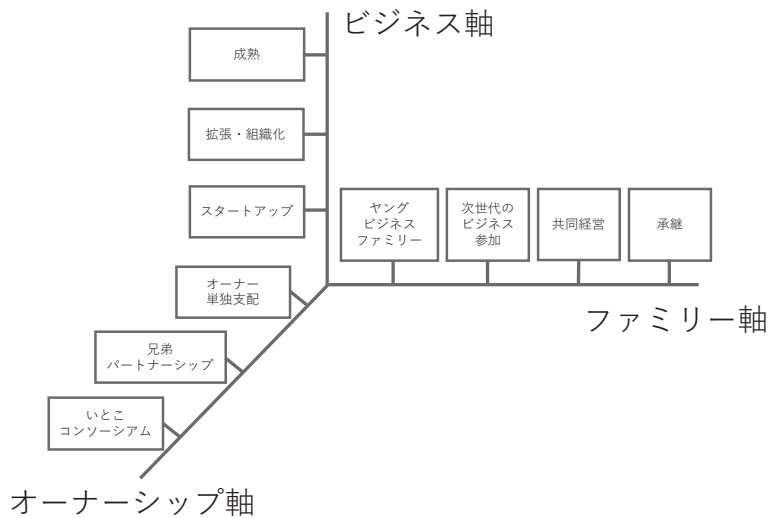 ビジネス軸
成熟
拡張・組織化
スタートアップ
ヤング
ビジネス
ファミリー
次世代の
ビジネス
参加
共同経営
承継
ファミリー軸
オーナー
単独支配
兄弟
パートナーシップ
いとこ
コンソーシアム
オーナーシップ軸